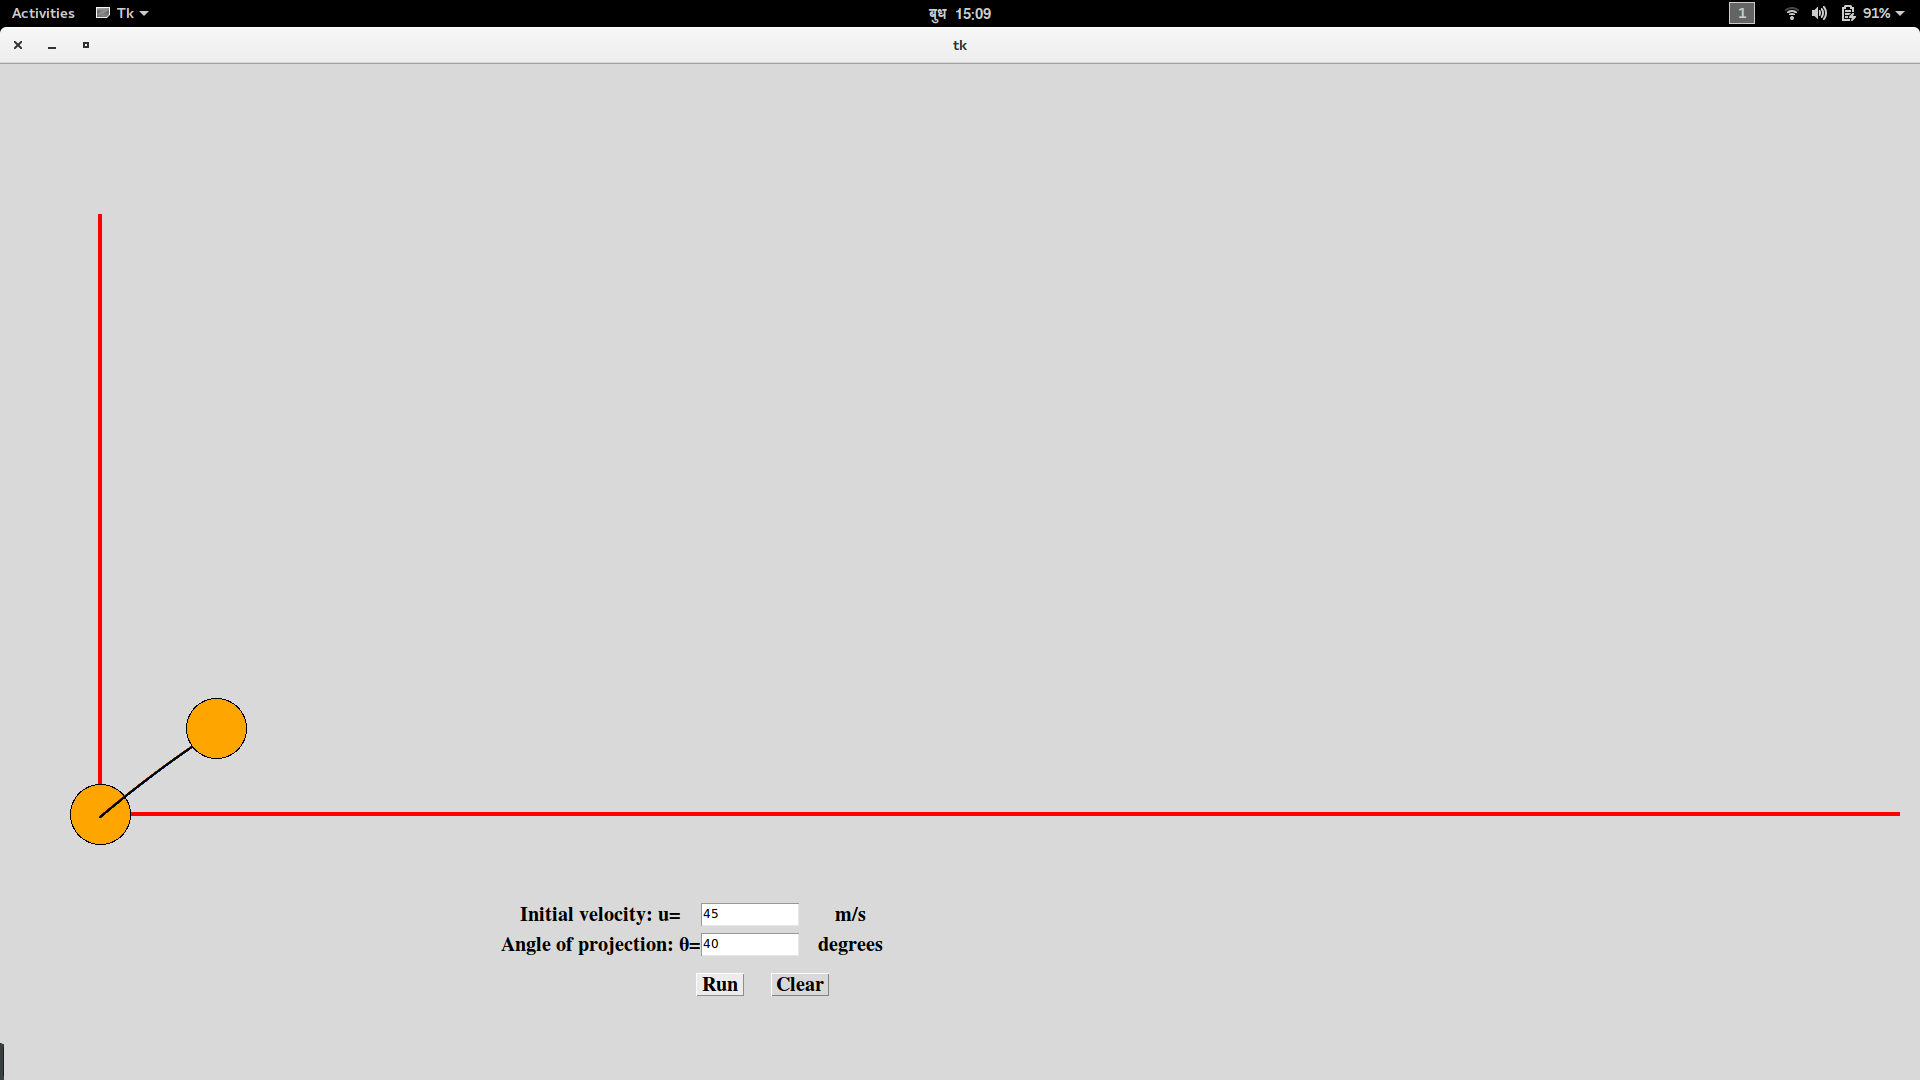 Activities Tk बुध 15:09 1 91%
tk
Initial velocity: u= 45 m/s
Angle of projection: θ= 40 degrees
Run Clear